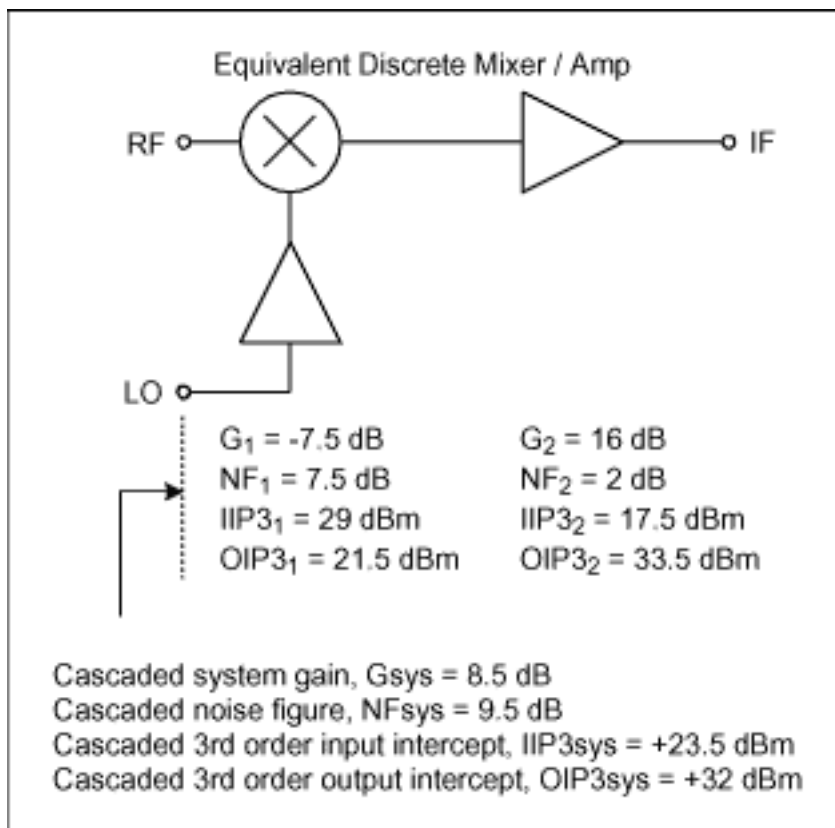 Equivalent Discrete Mixer / Amp
RF
IF
LO
G1 = -7.5 dB
NF1 = 7.5 dB
IIP31 = 29 dBm
OIP31 = 21.5 dBm
G2 = 16 dB
NF2 = 2 dB
IIP32 = 17.5 dBm
OIP32 = 33.5 dBm
Cascaded system gain, Gsys = 8.5 dB
Cascaded noise figure, NFsys = 9.5 dB
Cascaded 3rd order input intercept, IIP3sys = +23.5 dBm
Cascaded 3rd order output intercept, OIP3sys = +32 dBm